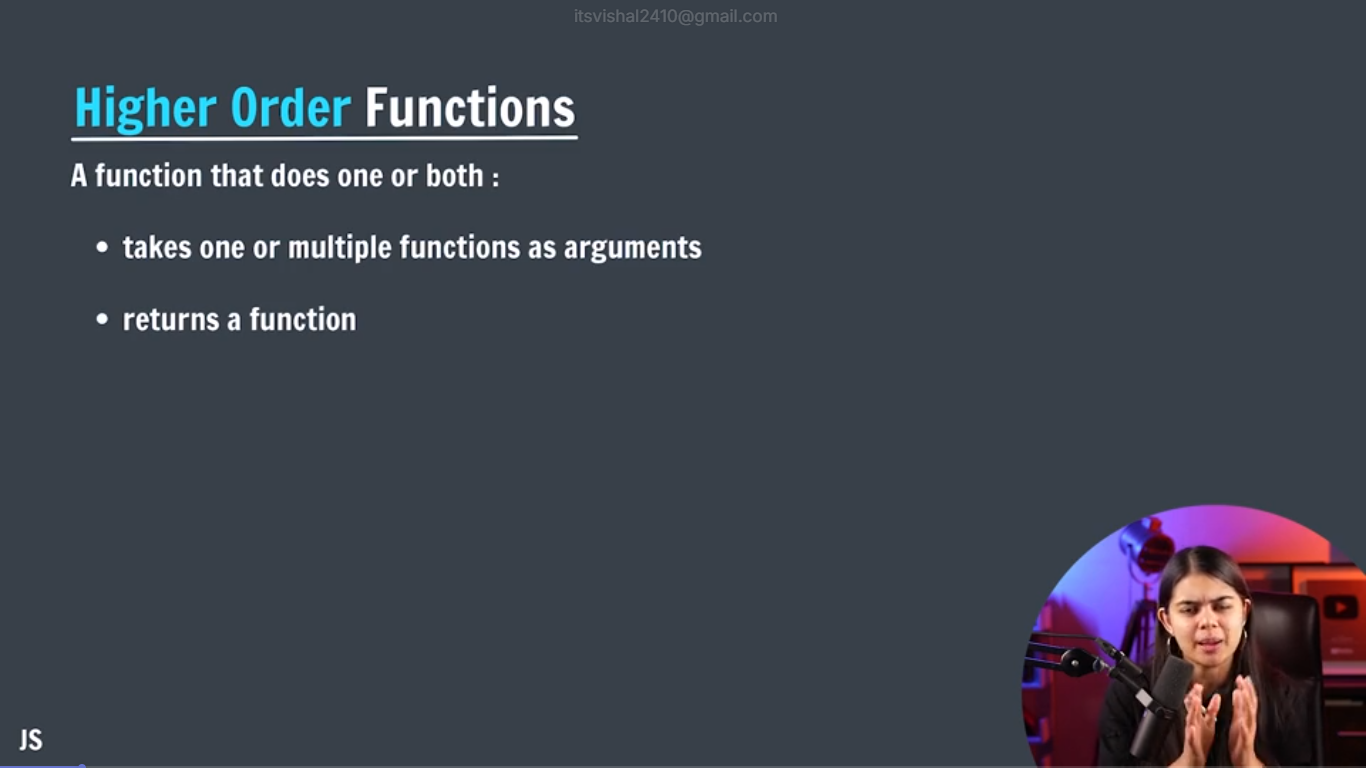 itsvishal2410@gmail.com
Higher Order Functions
A function that does one or both :
• takes one or multiple functions as arguments
• returns a function
JS